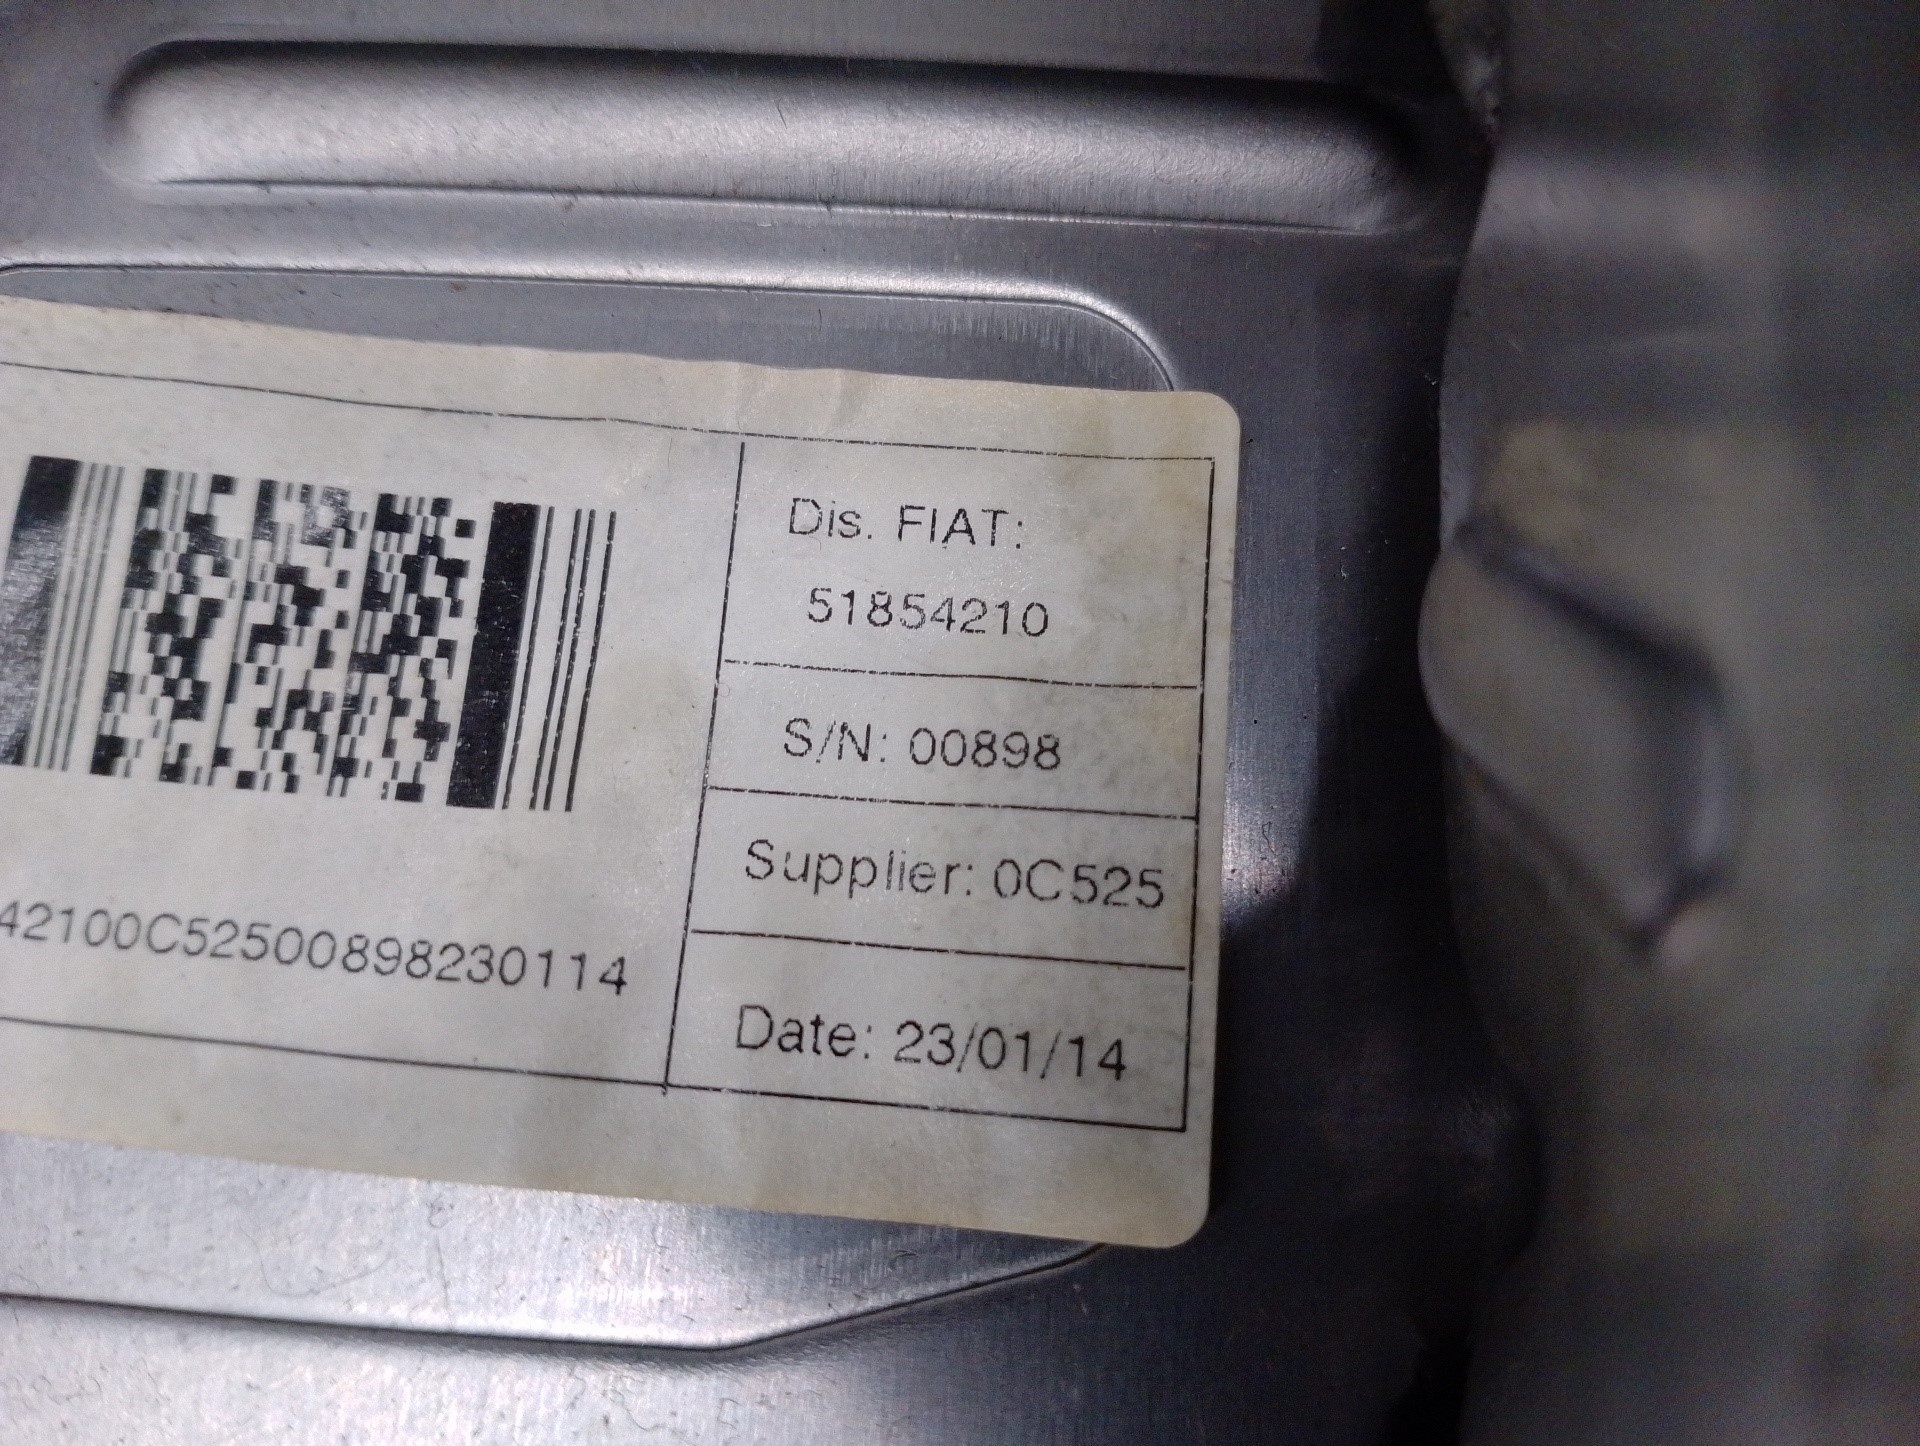 Dis. FIAT:
51854210
S/N: 00898
Supplier: 0C525
42100C52500898230114
Date: 23/01/14